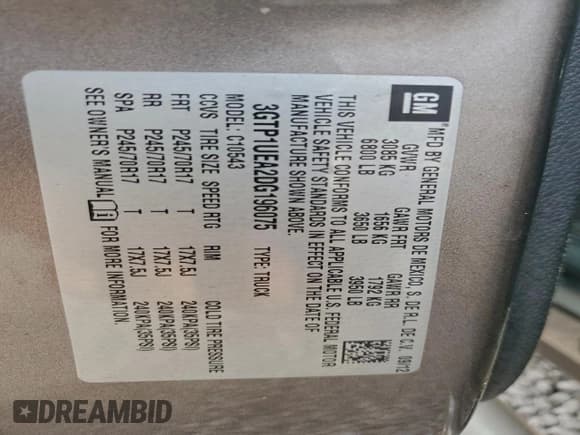 GM
MFD BY GENERAL MOTORS DE MEXICO, S. DE R.L. DE C.V. 09/12
GVWR GAWR FRT GAWR RR
3085 KG 1656 KG 1792 KG
6800 LB 3650 LB 3950 LB
THIS VEHICLE CONFORMS TO ALL APPLICABLE U.S. FEDERAL MOTOR
VEHICLE SAFETY STANDARDS IN EFFECT ON THE DATE OF
MANUFACTURE SHOWN ABOVE.
3GTP1UEA2DG196075 TYPE: TRUCK
MODEL: C10543
CCUS TIRE SIZE SPEED RTG RIM COLD TIRE PRESSURE
FRT P245/70R17 T 17X7.5J 240KPA(35PSI)
RR P245/70R17 T 17X7.5J 240KPA(35PSI)
SPA P245/70R17 T 17X7.5J 240KPA(35PSI)
SEE OWNER'S MANUAL FOR MORE INFORMATION.
DREAMBID